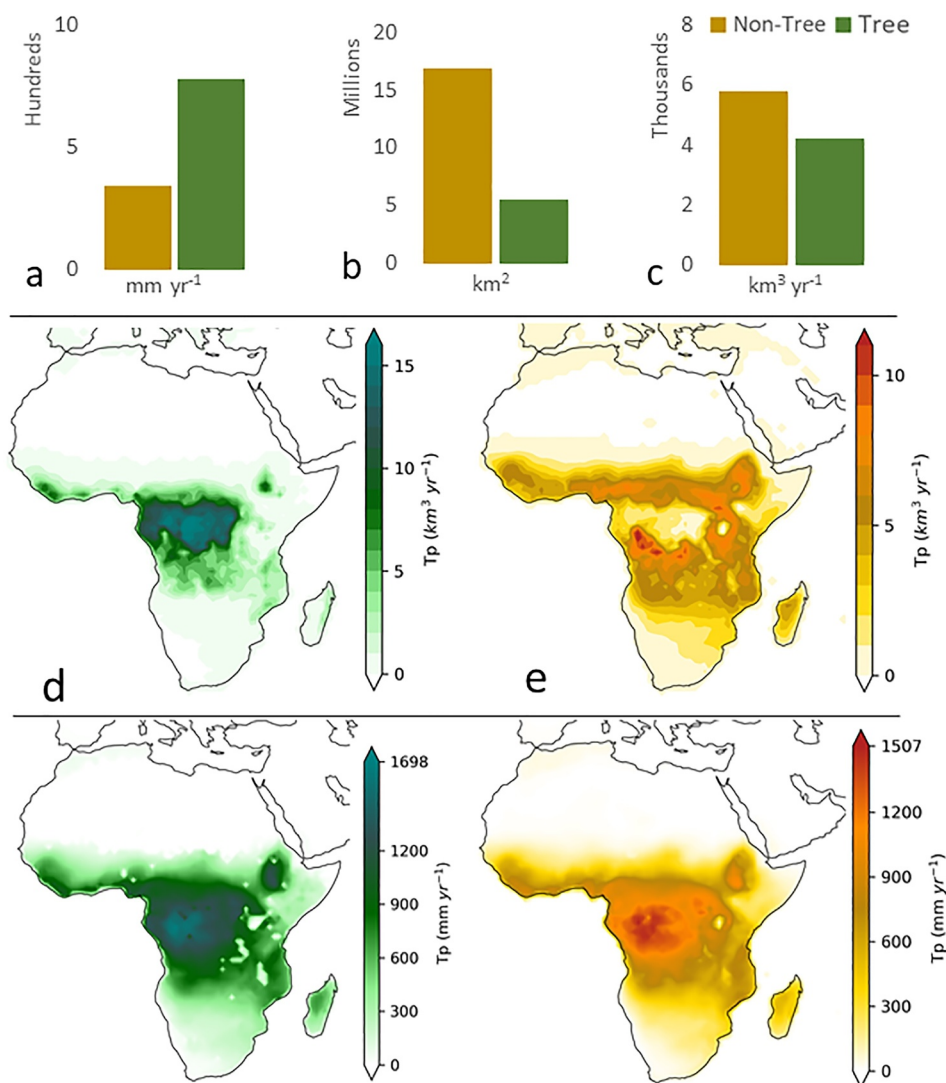 10
Hundreds
5
0
a
mm yr⁻¹
20
Millions
15
10
5
0
b
km²
8
Non-Tree
Tree
Thousands
6
4
2
0
c
km³ yr⁻¹
15
10
5
0
Tp (km³ yr⁻¹)
d
10
5
0
Tp (km³ yr⁻¹)
e
1698
1200
900
600
300
0
Tp (mm yr⁻¹)
1507
1200
900
600
300
0
Tp (mm yr⁻¹)